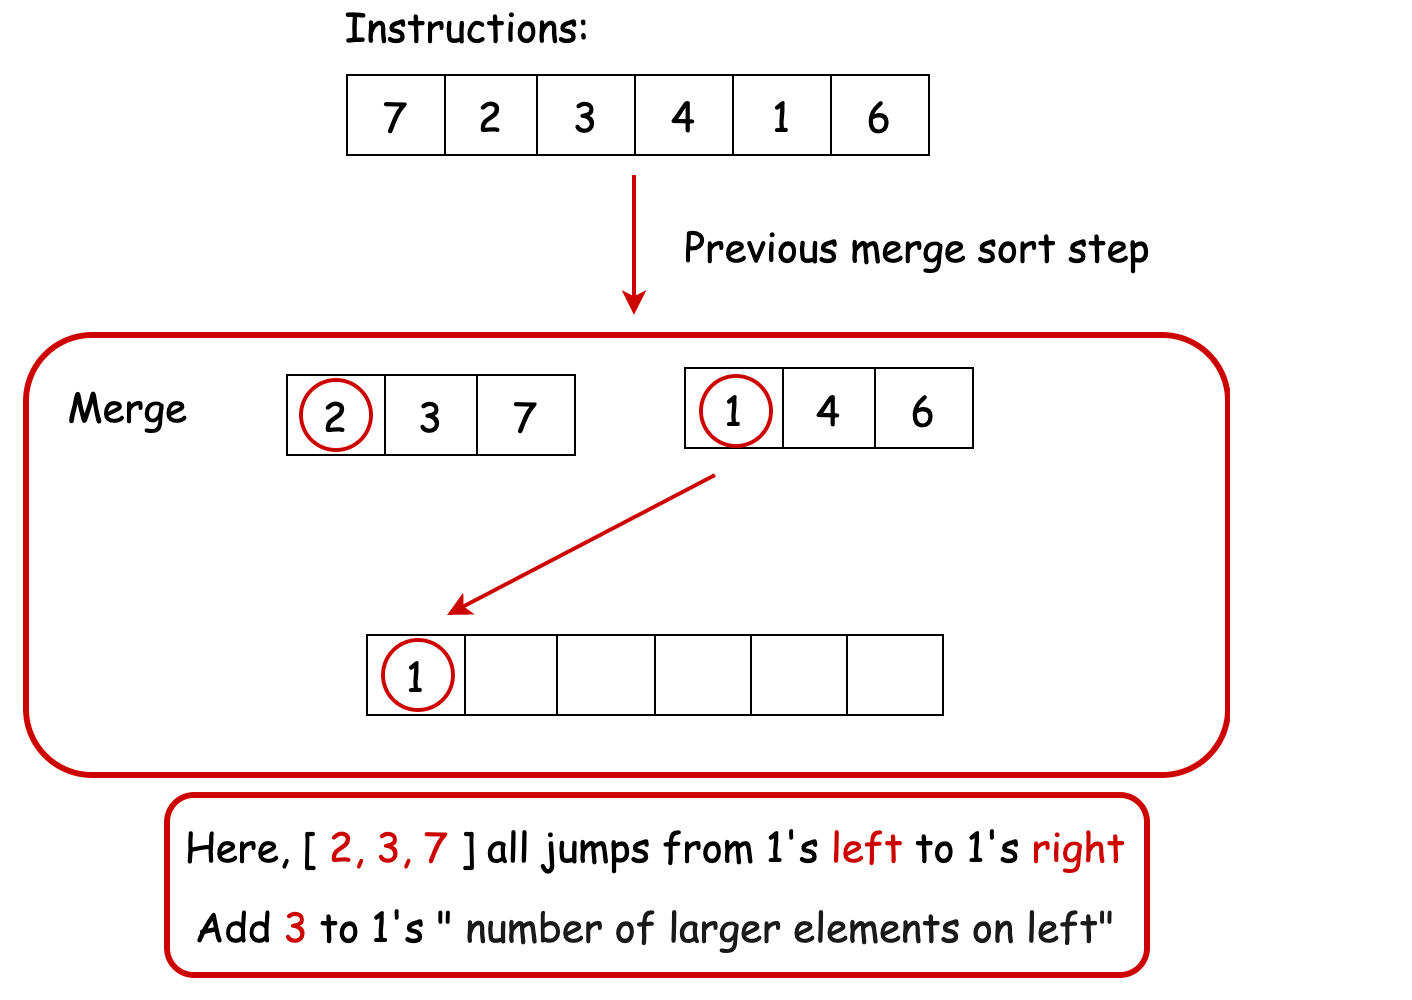 Instructions:
7 2 3 4 1 6
Previous merge sort step
Merge
2 3 7
1 4 6
1
Here, [ 2, 3, 7 ] all jumps from 1's left to 1's right
Add 3 to 1's " number of larger elements on left"